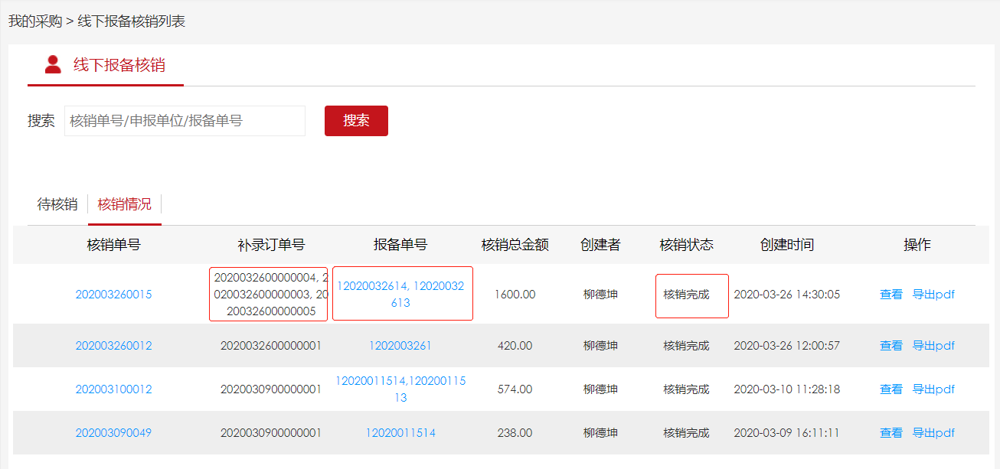 我的采购 > 线下报备核销列表
线下报备核销
搜索 核销单号/申报单位/报备单号 搜索
待核销 核销情况
核销单号 补录订单号 报备单号 核销总金额 创建者 核销状态 创建时间 操作
2020032600000004, 2
020032600000003, 20
20032600000005
12020032614, 12020032
613
202003260015 1600.00 柳德坤 核销完成 2020-03-26 14:30:05 查看 导出pdf
202003260012 2020032600000001 1202003261 420.00 柳德坤 核销完成 2020-03-26 12:00:57 查看 导出pdf
12020011514,120200115
13
202003100012 2020030900000001 574.00 柳德坤 核销完成 2020-03-10 11:28:18 查看 导出pdf
202003090049 2020030900000001 12020011514 238.00 柳德坤 核销完成 2020-03-09 16:11:11 查看 导出pdf